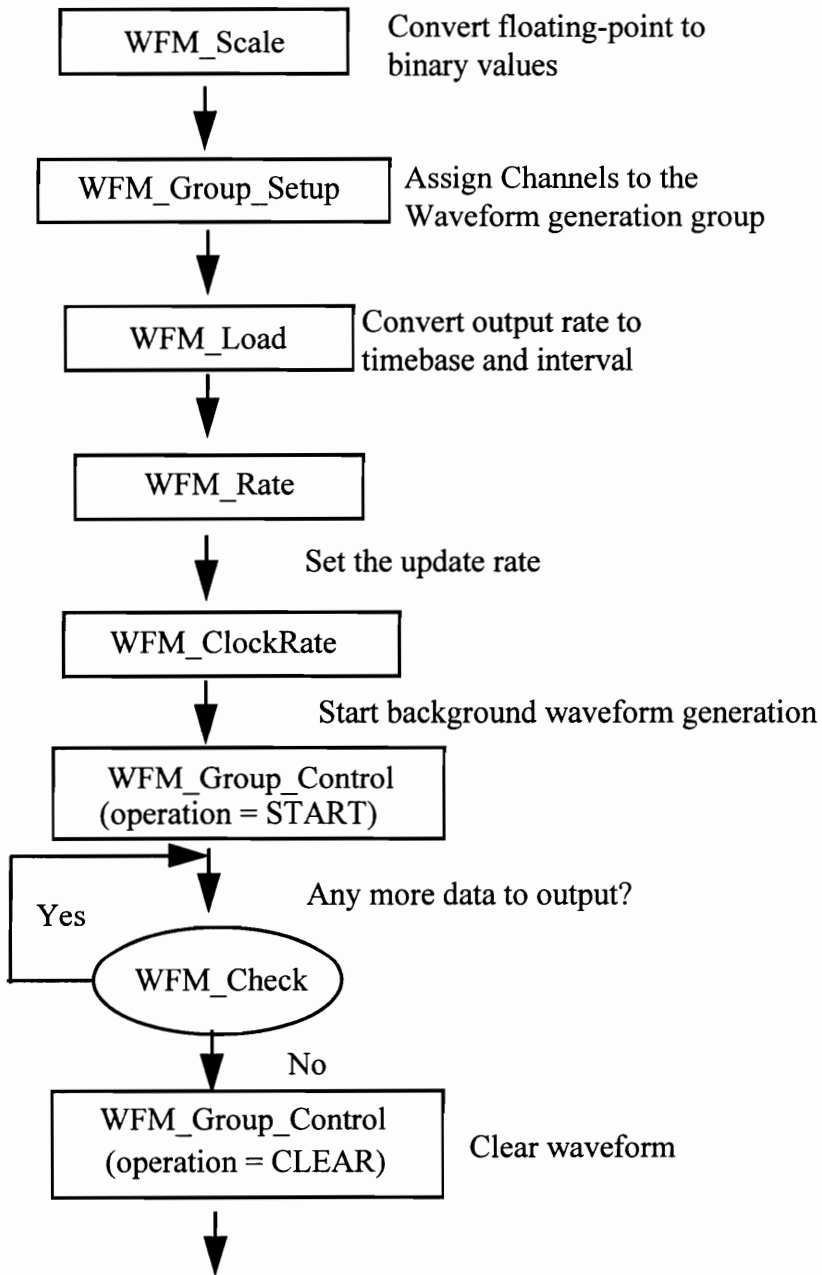 WFM_Scale
Convert floating-point to
binary values
WFM_Group_Setup
Assign Channels to the
Waveform generation group
WFM_Load
Convert output rate to
timebase and interval
WFM_Rate
Set the update rate
WFM_ClockRate
Start background waveform generation
WFM_Group_Control
(operation = START)
Any more data to output?
Yes
WFM_Check
No
WFM_Group_Control
(operation = CLEAR)
Clear waveform